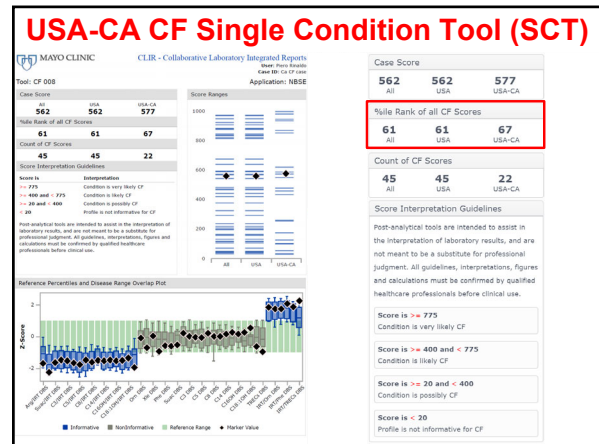 USA-CA CF Single Condition Tool (SCT)
MAYO CLINIC
CLIR - Collaborative Laboratory Integrated Reports
User: Piero Rinaldo
Case ID: Ca CF case
Tool: CF 008
Application: NBSE
Case Score
All USA USA-CA
562 562 577
%ile Rank of all CF Scores
61 61 67
Count of CF Scores
45 45 22
Score Interpretation Guidelines
Score is Interpretation
>= 775 Condition is very likely CF
>= 400 and < 775 Condition is likely CF
>= 20 and < 400 Condition is possibly CF
< 20 Profile is not informative for CF
Post-analytical tools are intended to assist in the interpretation of
laboratory results, and are not meant to be a substitute for
professional judgment. All guidelines, interpretations, figures and
calculations must be confirmed by qualified healthcare
professionals before clinical use.
Score Ranges
1000
800
600
400
200
0
All USA USA-CA
Reference Percentiles and Disease Range Overlap Plot
Z-Score
2
0
-2
Informative NonInformative Reference Range Marker Value
Case Score
562 562 577
All USA USA-CA
%ile Rank of all CF Scores
61 61 67
All USA USA-CA
Count of CF Scores
45 45 22
All USA USA-CA
Score Interpretation Guidelines
Post-analytical tools are intended to assist in
the interpretation of laboratory results, and are
not meant to be a substitute for professional
judgment. All guidelines, interpretations, figures
and calculations must be confirmed by qualified
healthcare professionals before clinical use.
Score is >= 775
Condition is very likely CF
Score is >= 400 and < 775
Condition is likely CF
Score is >= 20 and < 400
Condition is possibly CF
Score is < 20
Profile is not informative for CF